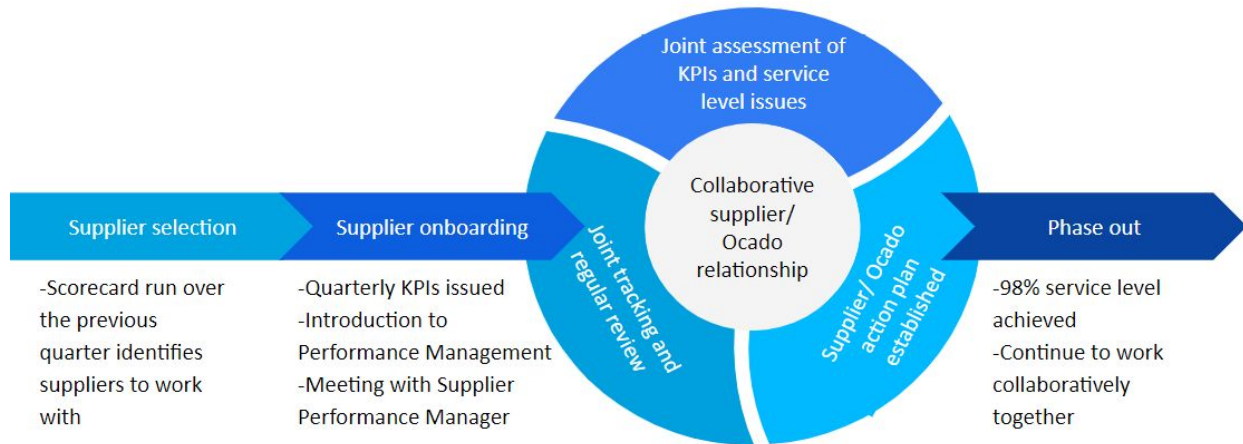 Joint assessment of
KPIs and service
level issues
Collaborative
supplier/
Ocado
relationship
Supplier selection
Supplier onboarding
Joint tracking and
regular review
Supplier/ Ocado
action plan
established
Phase out
-Scorecard run over
the previous
quarter identifies
suppliers to work
with
-Quarterly KPIs issued
-Introduction to
Performance Management
-Meeting with Supplier
Performance Manager
-98% service level
achieved
-Continue to work
collaboratively
together